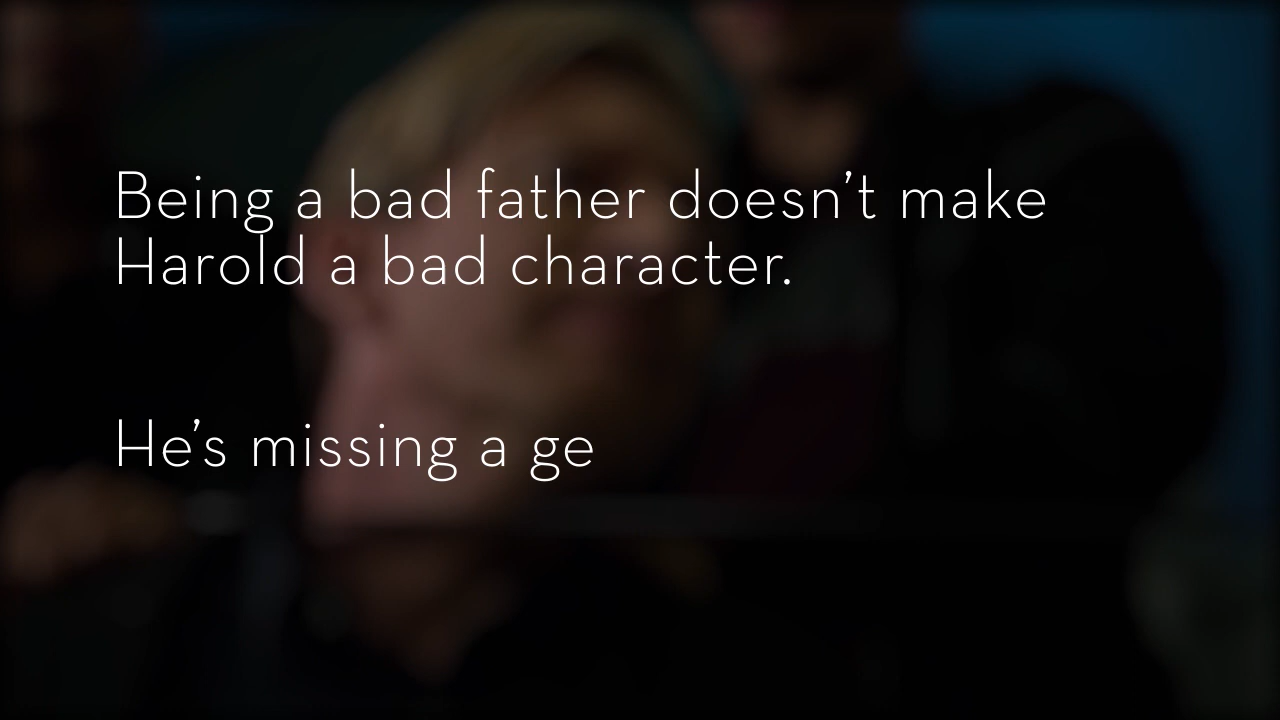 Being a bad father doesn’t make
Harold a bad character.
He’s missing a ge